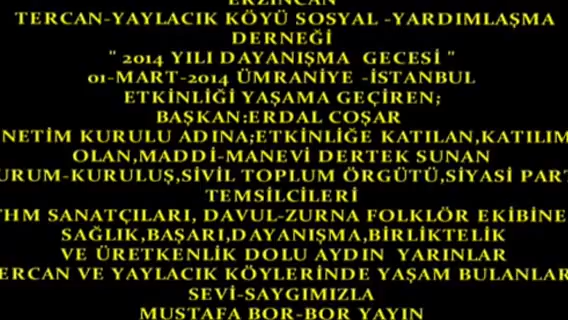 ERZİNCAN
TERCAN-YAYLACIK KÖYÜ SOSYAL -YARDIMLAŞMA
DERNEĞİ
" 2014 YILI DAYANIŞMA GECESİ "
01-MART-2014 ÜMRANİYE -İSTANBUL
ETKİNLİĞİ YAŞAMA GEÇİREN;
BAŞKAN:ERDAL COŞAR
NETİM KURULU ADINA;ETKİNLİĞE KATILAN,KATILIM
OLAN,MADDİ-MANEVİ DERTEK SUNAN
URUM-KURULUŞ,SİVİL TOPLUM ÖRGÜTÜ,SİYASİ PART
TEMSİLCİLERİ
THM SANATÇILARI, DAVUL-ZURNA FOLKLÖR EKİBİNE
SAĞLIK,BAŞARI,DAYANIŞMA,BİRLİKTELİK
VE ÜRETKENLİK DOLU AYDIN YARINLAR
ERCAN VE YAYLACIK KÖYLERİNDE YAŞAM BULANLAR
SEVİ-SAYGIMIZLA
MUSTAFA BOR-BOR YAYIN